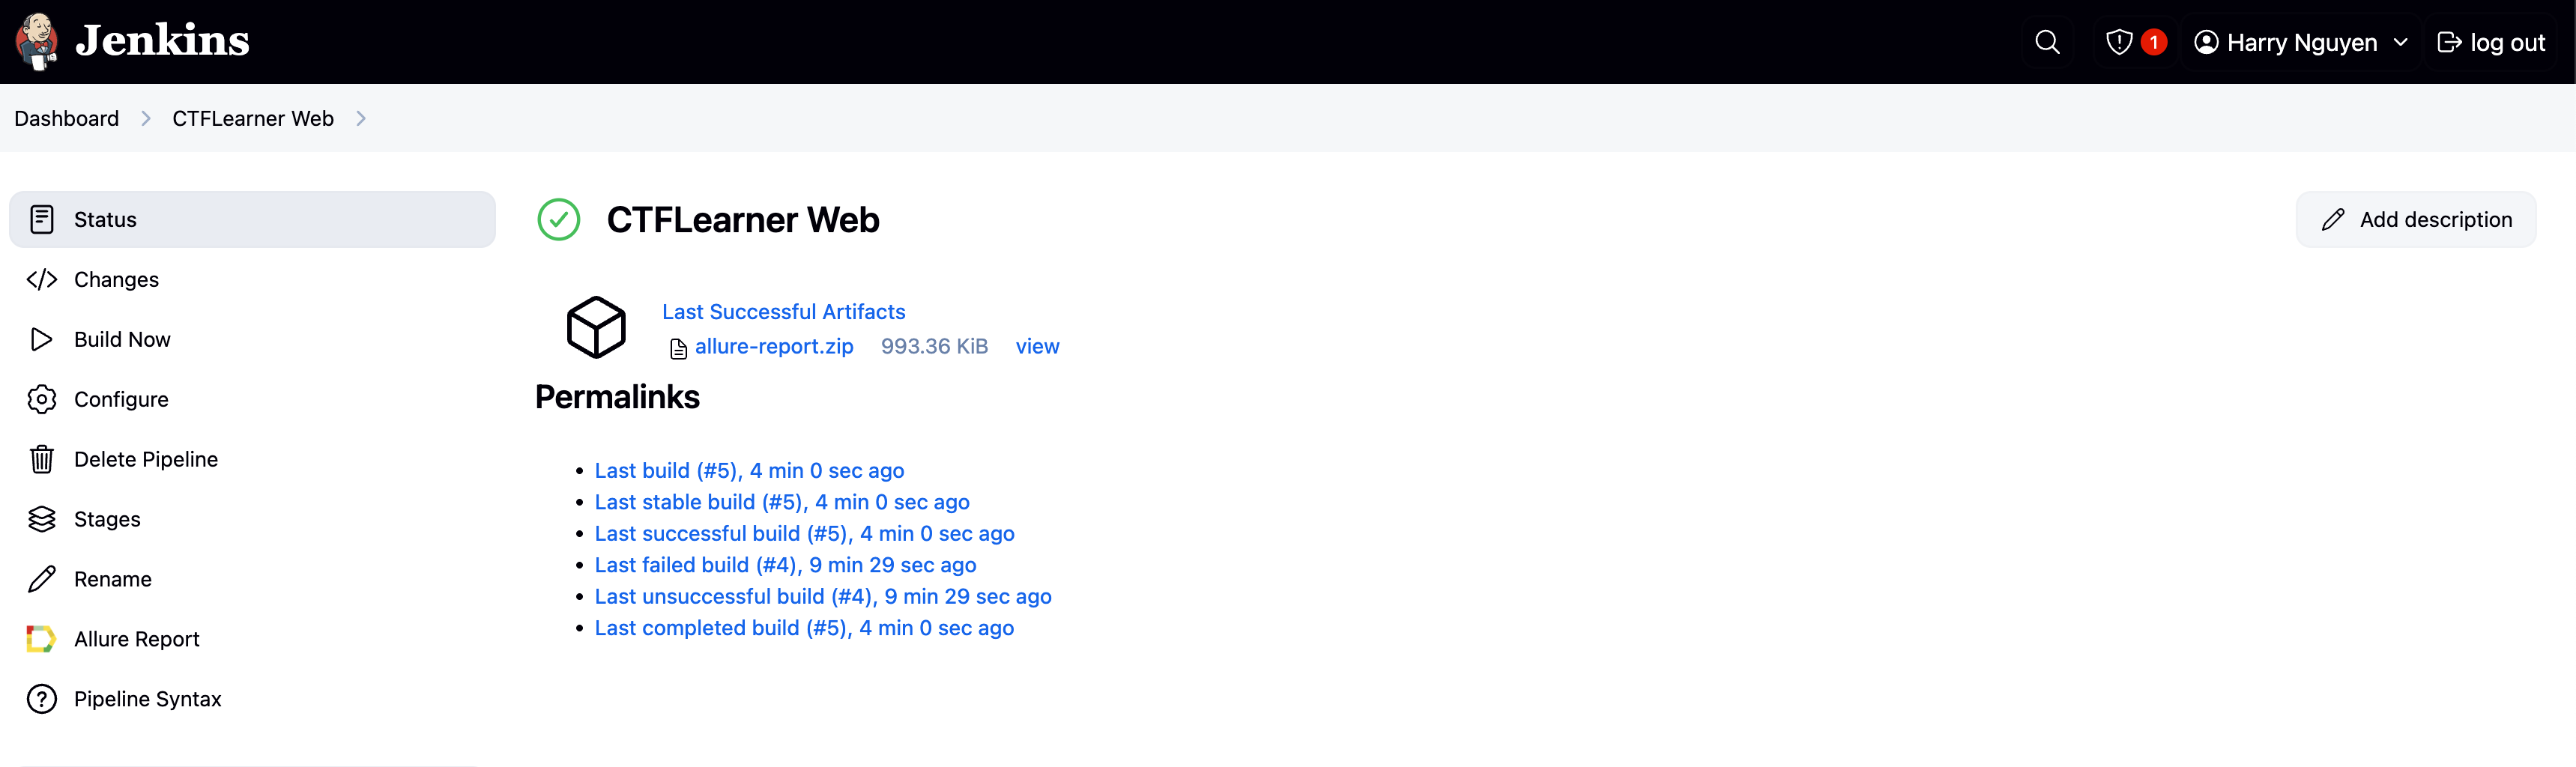 Jenkins
1
Harry Nguyen
log out
Dashboard
CTFLearner Web
Status
Changes
Build Now
Configure
Delete Pipeline
Stages
Rename
Allure Report
Pipeline Syntax
CTFLearner Web
Add description
Last Successful Artifacts
allure-report.zip 993.36 KiB view
Permalinks
Last build (#5), 4 min 0 sec ago
Last stable build (#5), 4 min 0 sec ago
Last successful build (#5), 4 min 0 sec ago
Last failed build (#4), 9 min 29 sec ago
Last unsuccessful build (#4), 9 min 29 sec ago
Last completed build (#5), 4 min 0 sec ago